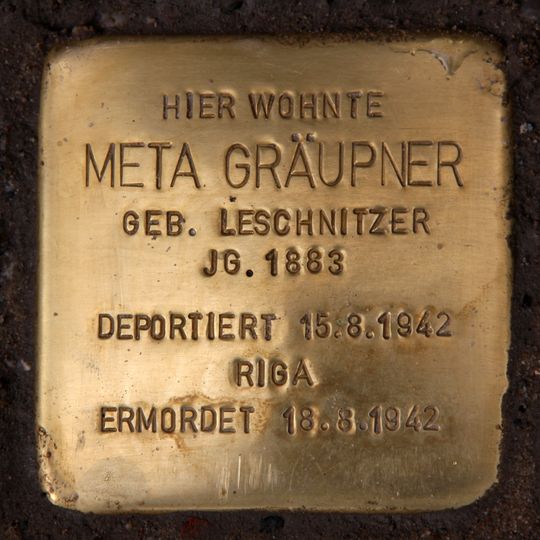 HIER WOHNTE
META GRÄUPNER
GEB. LESCHNITZER
JG. 1883
DEPORTIERT 15.8.1942
RIGA
ERMORDET 18.8.1942